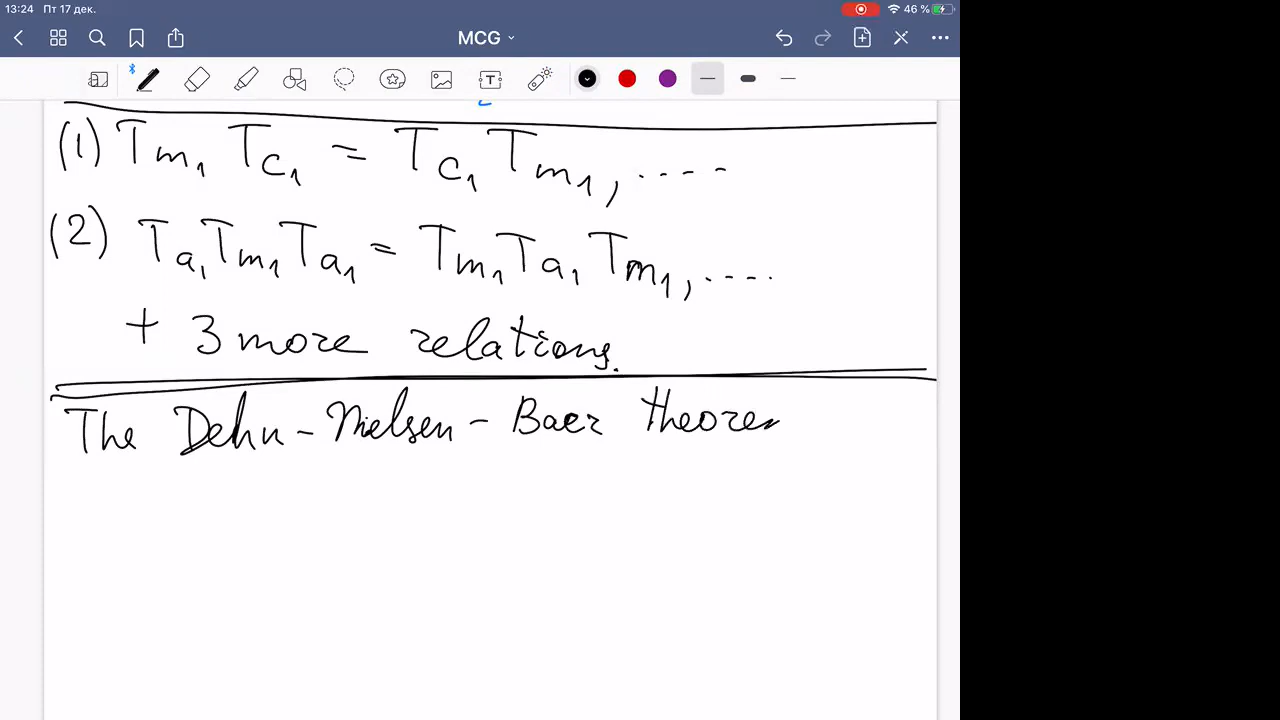 13:24 Пт 17 дек. 46 %
MCG
T
(1) Tm₁ Tc₁ = Tc₁ Tm₁, ....
(2) Ta₁ Tm₁ Ta₁ = Tm₁ Ta₁ Tm₁, ....
+ 3 more relations.
The Dehn - Nielsen - Baer theorem